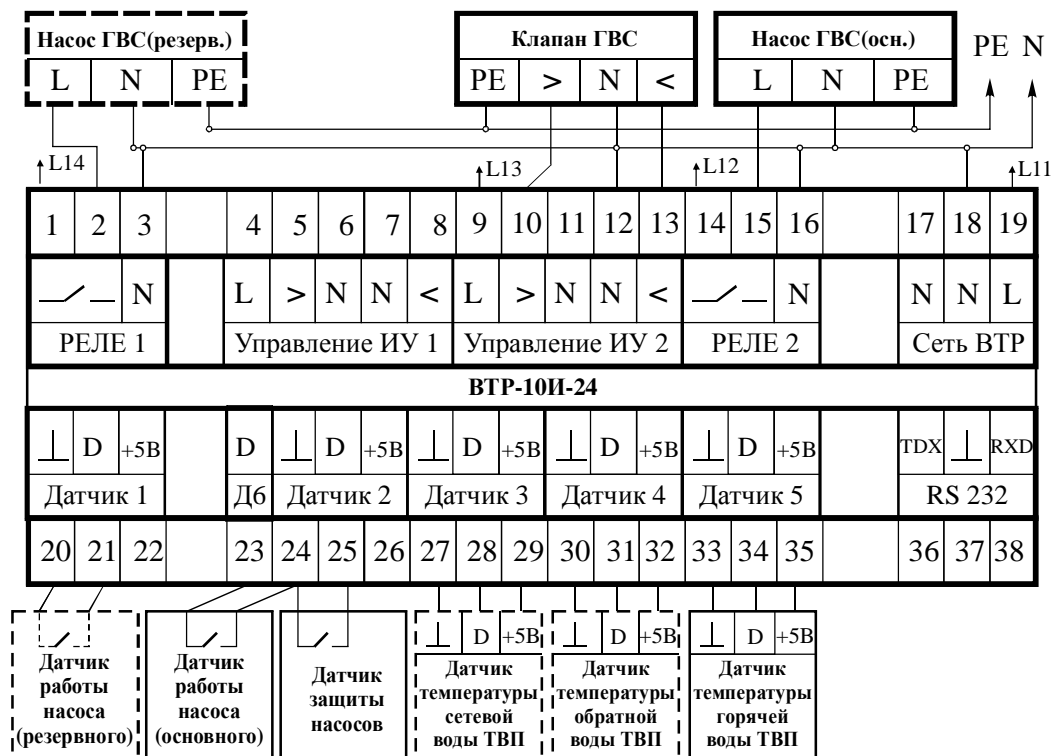 Насос ГВС(резерв.) Клапан ГВС Насос ГВС(осн.) PE N
L N PE PE > N < L N PE
L14 L13 L12 L11
1 2 3 4 5 6 7 8 9 10 11 12 13 14 15 16 17 18 19
N L > N N < L > N N < N N N L
РЕЛЕ 1 Управление ИУ 1 Управление ИУ 2 РЕЛЕ 2 Сеть ВТР
ВТР-10И-24
⊥ D +5В D ⊥ D +5В ⊥ D +5В ⊥ D +5В ⊥ D +5В TDX ⊥ RXD
Датчик 1 Д6 Датчик 2 Датчик 3 Датчик 4 Датчик 5 RS 232
20 21 22 23 24 25 26 27 28 29 30 31 32 33 34 35 36 37 38
⊥ D +5В ⊥ D +5В ⊥ D +5В
Датчик
работы
насоса
(резервного)
Датчик
работы
насоса
(основного)
Датчик
защиты
насосов
Датчик
температуры
сетевой
воды ТВП
Датчик
температуры
обратной
воды ТВП
Датчик
температуры
горячей
воды ТВП